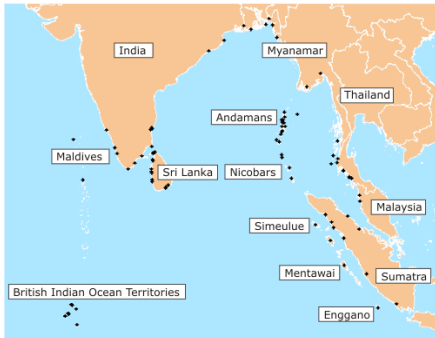 India
Myanamar
Thailand
Andamans
Maldives
Sri Lanka
Nicobars
Malaysia
Simeulue
Mentawai
Sumatra
British Indian Ocean Territories
Enggano